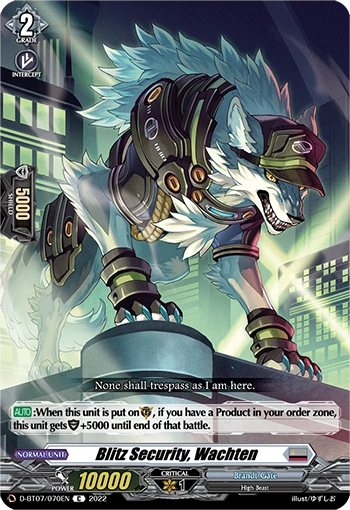 2
GRADE
INTERCEPT
5000
SHIELD
None shall trespass as I am here.
AUTO:When this unit is put on , if you have a Product in your order zone,
this unit gets +5000 until end of that battle.
NORMAL UNIT
Blitz Security, Wachten
POWER 10000
CRITICAL
1
Brandt Gate
High Beast
D-BT07/070EN C 2022
illust/ゆずしお